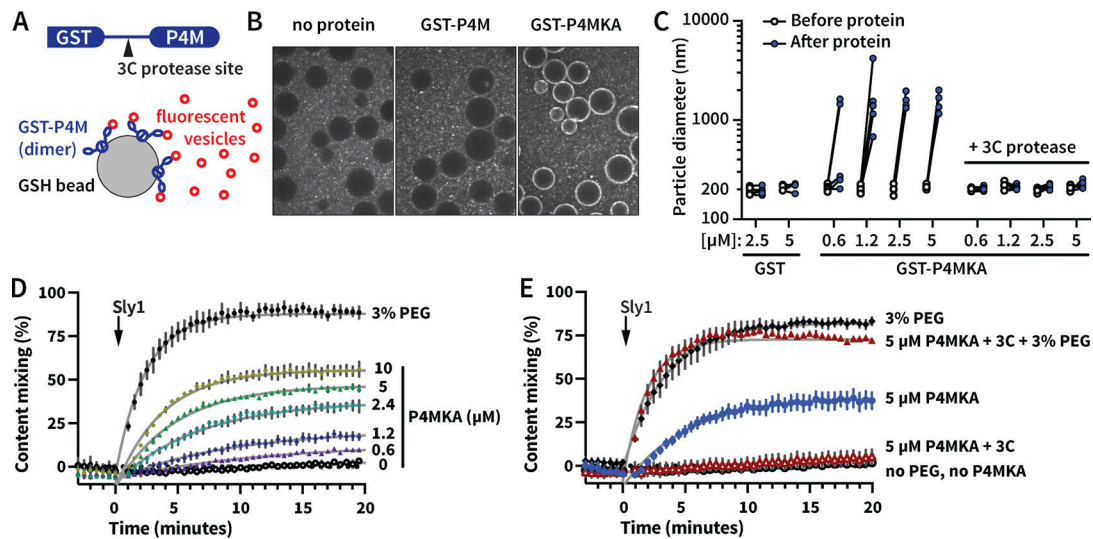 A
GST
P4M
3C protease site
GST-P4M
(dimer)
fluorescent
vesicles
GSH bead
B
no protein
GST-P4M
GST-P4MKA
C
Before protein
After protein
Particle diameter (nm)
10000
1000
200
100
+ 3C protease
[µM]: 2.5 5 0.6 1.2 2.5 5 0.6 1.2 2.5 5
GST
GST-P4MKA
D
Content mixing (%)
100
75
50
25
0
Sly1
3% PEG
10
5
2.4
1.2
0.6
0
P4MKA (µM)
0 5 10 15 20
Time (minutes)
E
Content mixing (%)
100
75
50
25
0
Sly1
3% PEG
5 µM P4MKA + 3C + 3% PEG
5 µM P4MKA
5 µM P4MKA + 3C
no PEG, no P4MKA
0 5 10 15 20
Time (minutes)